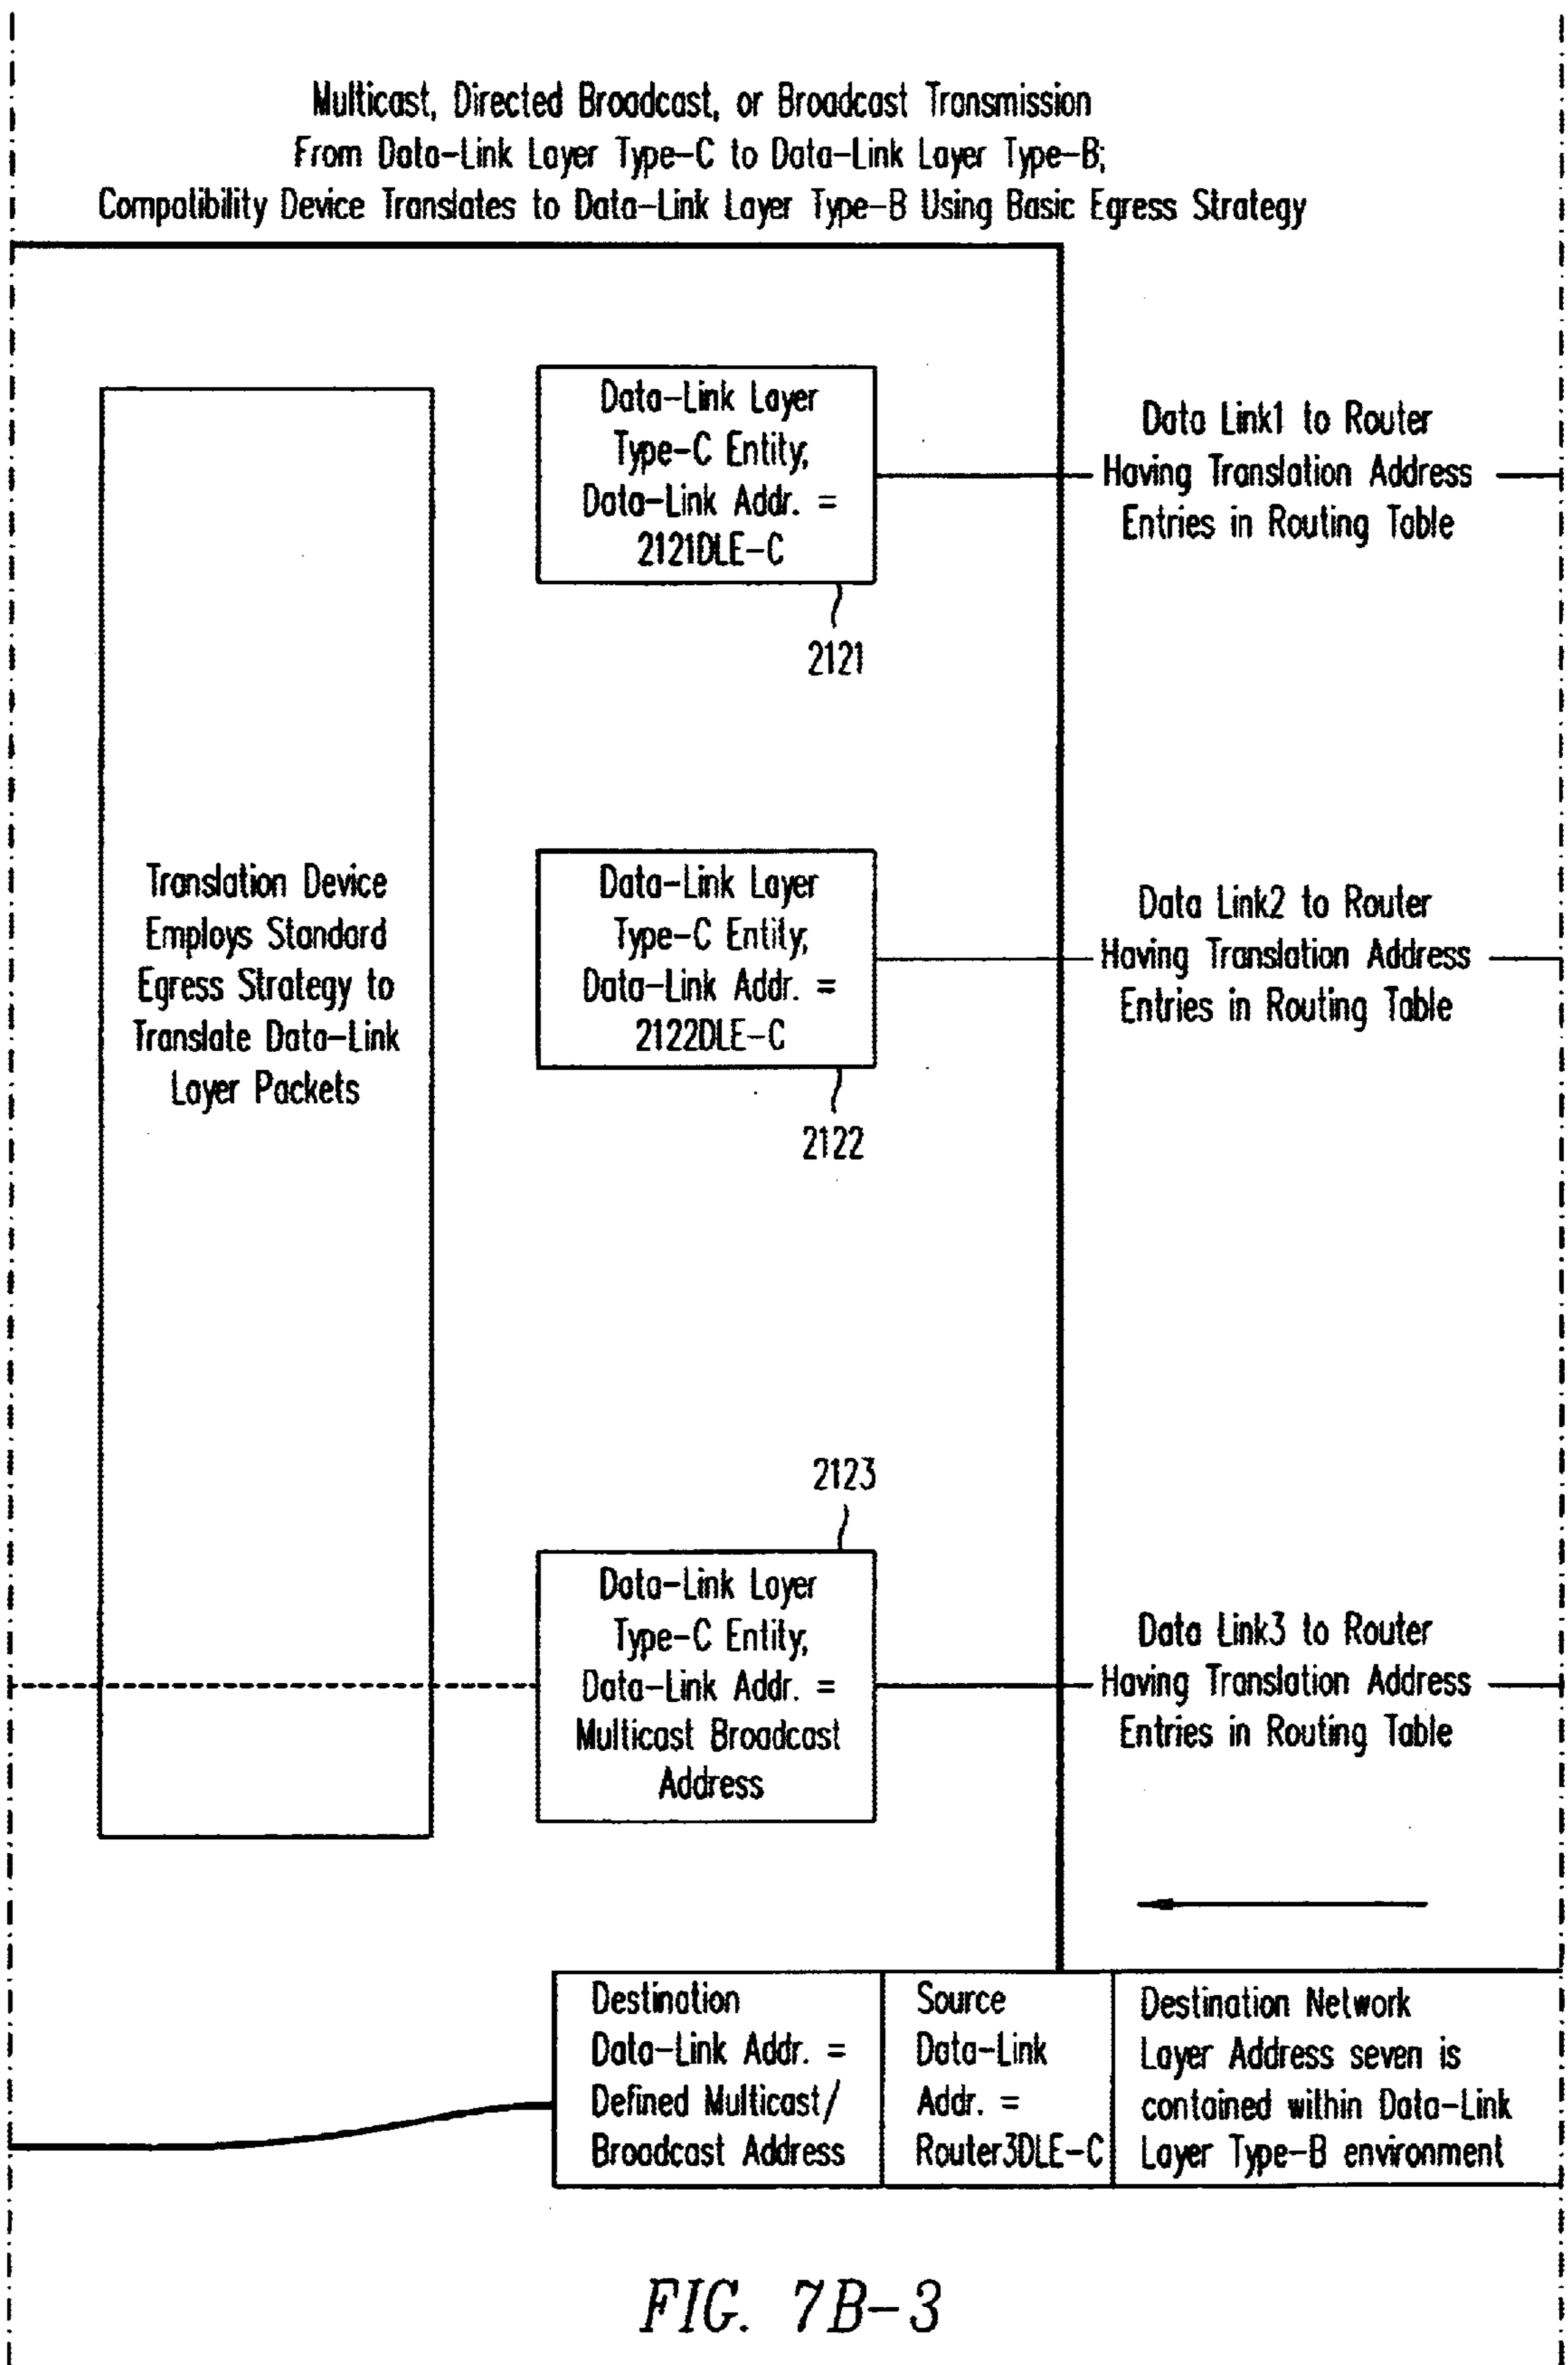 Multicast, Directed Broadcast, or Broadcast Transmission
From Data-Link Layer Type-C to Data-Link Layer Type-B;
Compatibility Device Translates to Data-Link Layer Type-B Using Basic Egress Strategy
Data-Link Layer
Type-C Entity;
Data-Link Addr. =
2121DLE-C
2121
Data Link1 to Router
Having Translation Address
Entries in Routing Table
Translation Device
Employs Standard
Egress Strategy to
Translate Data-Link
Layer Packets
Data-Link Layer
Type-C Entity;
Data-Link Addr. =
2122DLE-C
2122
Data Link2 to Router
Having Translation Address
Entries in Routing Table
2123
Data-Link Layer
Type-C Entity;
Data-Link Addr. =
Multicast Broadcast
Address
Data Link3 to Router
Having Translation Address
Entries in Routing Table
Destination
Data-Link Addr. =
Defined Multicast/
Broadcast Address
Source
Data-Link
Addr. =
Router3DLE-C
Destination Network
Layer Address seven is
contained within Data-Link
Layer Type-B environment
FIG. 7B-3